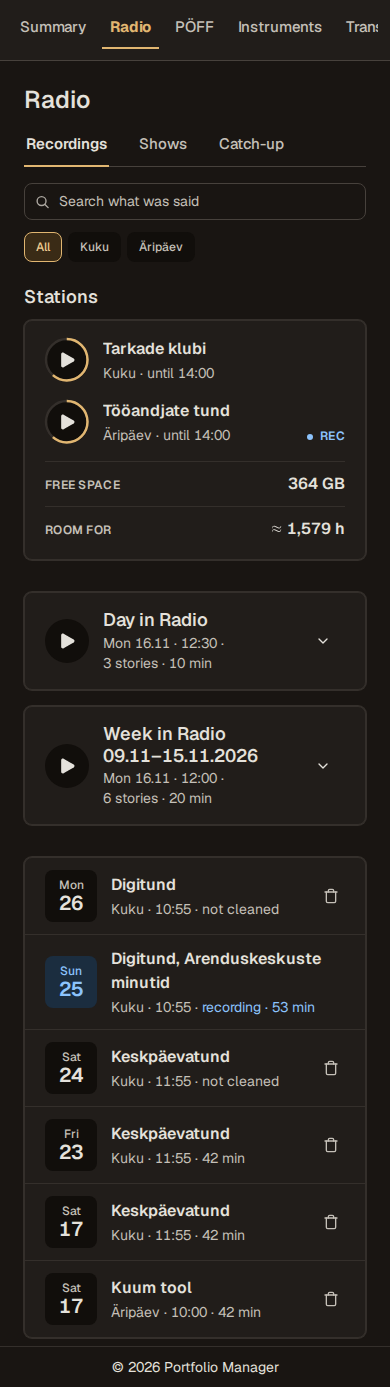 Summary Radio PÖFF Instruments Trans
Radio
Recordings Shows Catch-up
Search what was said
All Kuku Äripäev
Stations
Tarkade klubi
Kuku · until 14:00
Tööandjate tund
Äripäev · until 14:00 REC
FREE SPACE 364 GB
ROOM FOR ≈ 1,579 h
Day in Radio
Mon 16.11 · 12:30 ·
3 stories · 10 min
Week in Radio
09.11–15.11.2026
Mon 16.11 · 12:00 ·
6 stories · 20 min
Mon
26
Digitund
Kuku · 10:55 · not cleaned
Sun
25
Digitund, Arenduskeskuste
minutid
Kuku · 10:55 · recording · 53 min
Sat
24
Keskpäevatund
Kuku · 11:55 · not cleaned
Fri
23
Keskpäevatund
Kuku · 11:55 · 42 min
Sat
17
Keskpäevatund
Kuku · 11:55 · 42 min
Sat
17
Kuum tool
Äripäev · 10:00 · 42 min
© 2026 Portfolio Manager